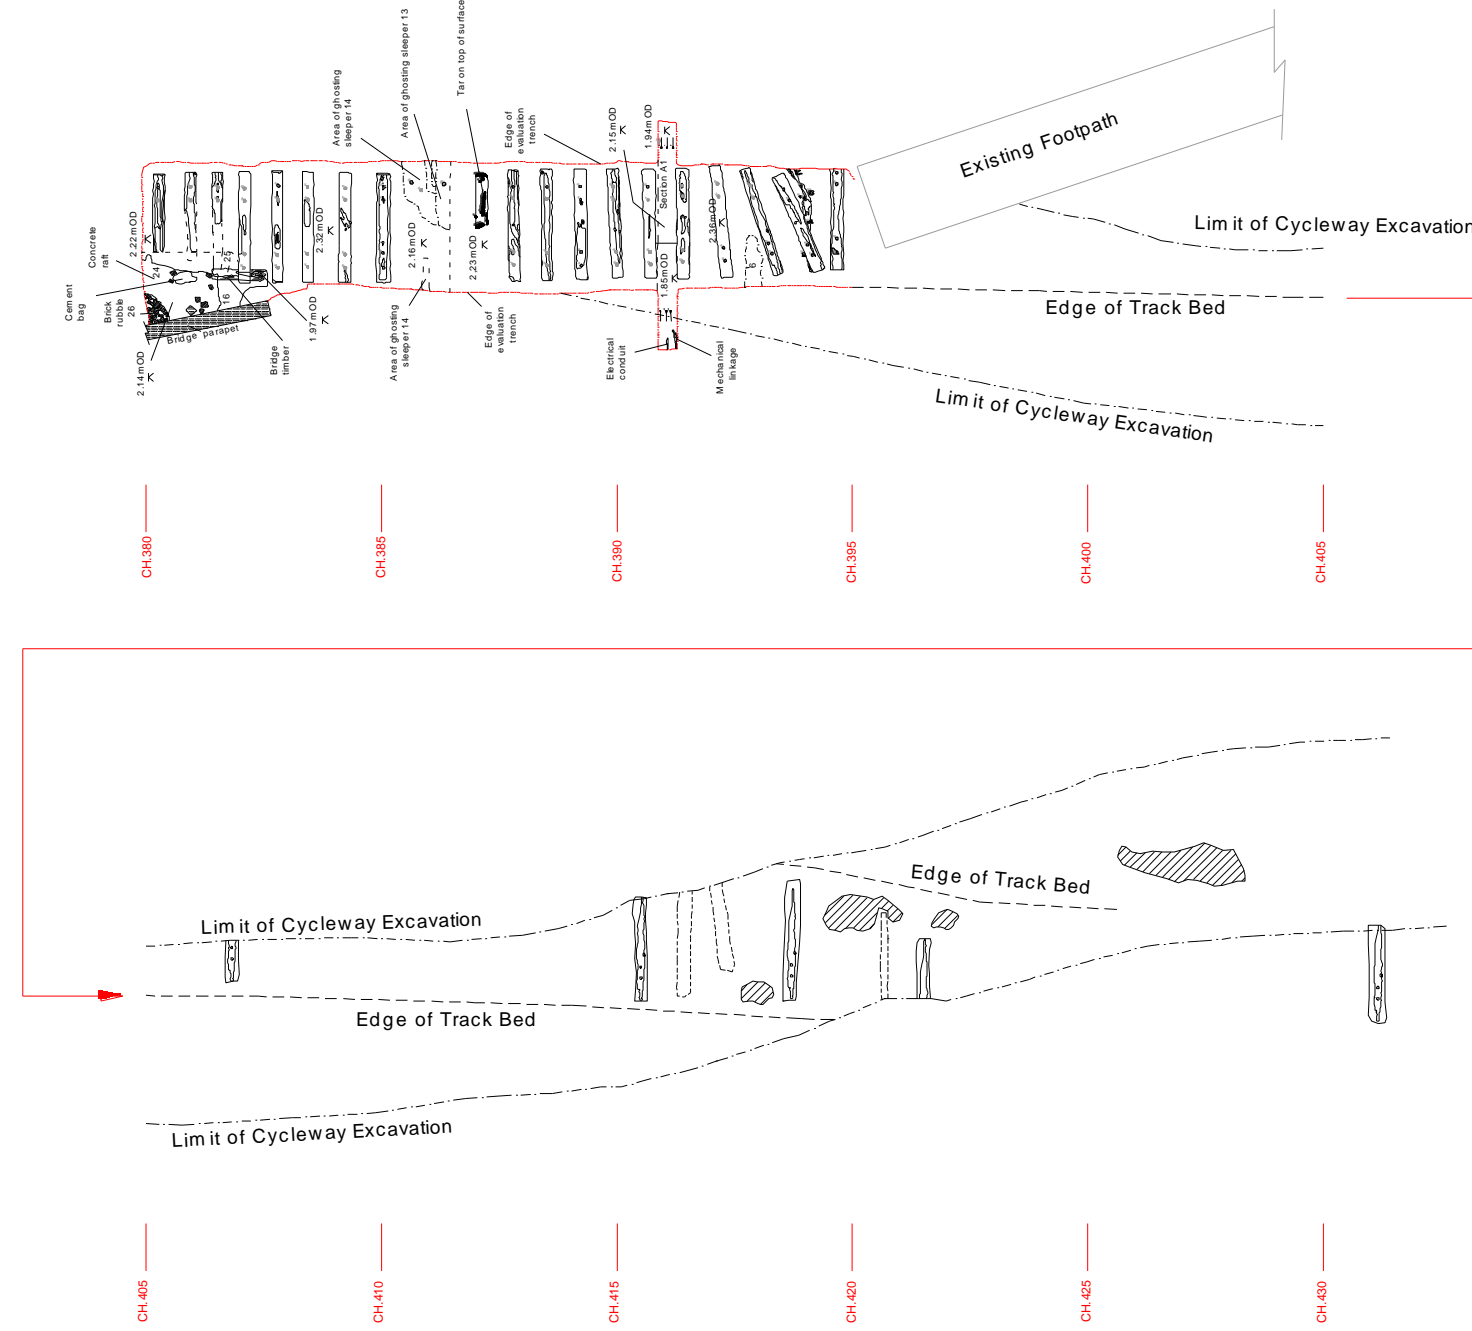 Area of ghosting
sleeper 14
Area of ghosting sleeper 13
Tar on top of surface
Edge of
evaluation
trench
2.15mOD
1.94mOD
Section A1
Existing Footpath
Limit of Cycleway Excavation
2.22mOD
Concrete
raft
Cement
bag
Brick
rubble
26
24
25
16
Bridge parapet
2.14mOD
Bridge
timber
1.97mOD
2.32mOD
2.16mOD
Area of ghosting
sleeper 14
2.23mOD
Edge of
evaluation
trench
1.85mOD
2.36mOD
6
Electrical
conduit
Mechanical
linkage
Edge of Track Bed
Limit of Cycleway Excavation
CH.380
CH.385
CH.390
CH.395
CH.400
CH.405
Edge of Track Bed
Limit of Cycleway Excavation
Edge of Track Bed
Limit of Cycleway Excavation
CH.405
CH.410
CH.415
CH.420
CH.425
CH.430